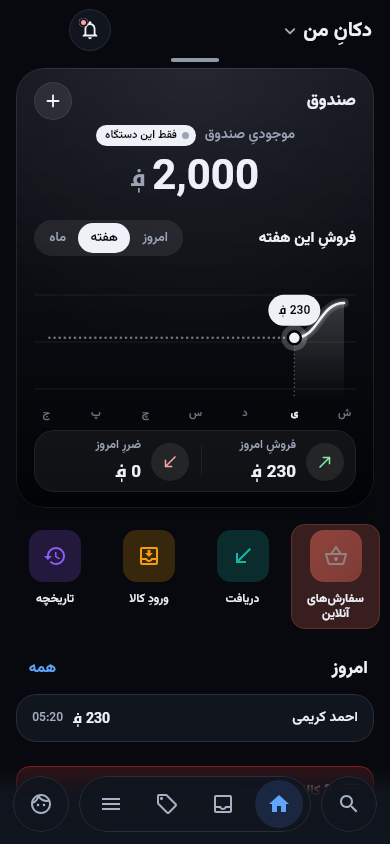 دکانِ من
صندوق
موجودیِ صندوق
فقط این دستگاه
2,000 ؋
فروشِ این هفته
امروز
هفته
ماه
230 ؋
ش
ی
د
س
چ
پ
ج
فروشِ امروز
230 ؋
ضررِ امروز
0 ؋
سفارش‌های
آنلاین
دریافت
ورودِ کالا
تاریخچه
امروز
همه
احمد کریمی
230 ؋
05:20